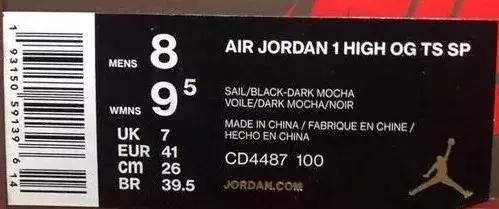 1 93150 59139 6 14
MENS 8
WMNS 9.5
UK 7
EUR 41
cm 26
BR 39.5
AIR JORDAN 1 HIGH OG TS SP
SAIL/BLACK-DARK MOCHA
VOILE/DARK MOCHA/NOIR
MADE IN CHINA / FABRIQUE EN CHINE /
HECHO EN CHINA
CD4487 100
JORDAN.COM